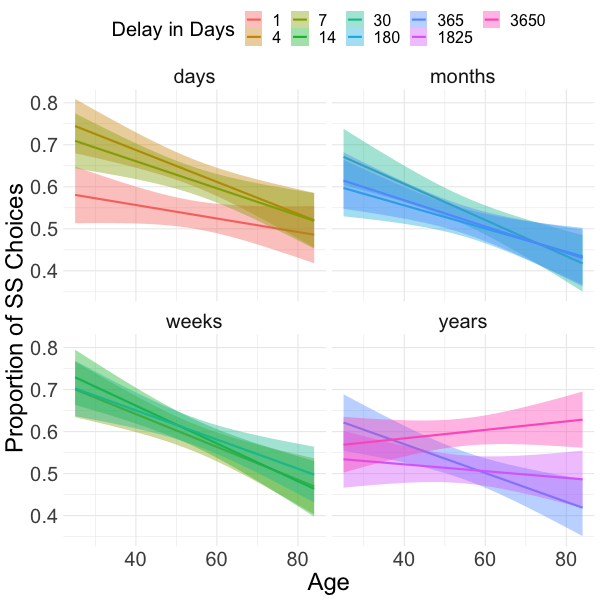 Delay in Days 1 7 30 365 3650
4 14 180 1825
days months
0.8
0.7
0.6
0.5
0.4
weeks years
0.8
0.7
0.6
0.5
0.4
40 60 80 40 60 80
Age
Proportion of SS Choices